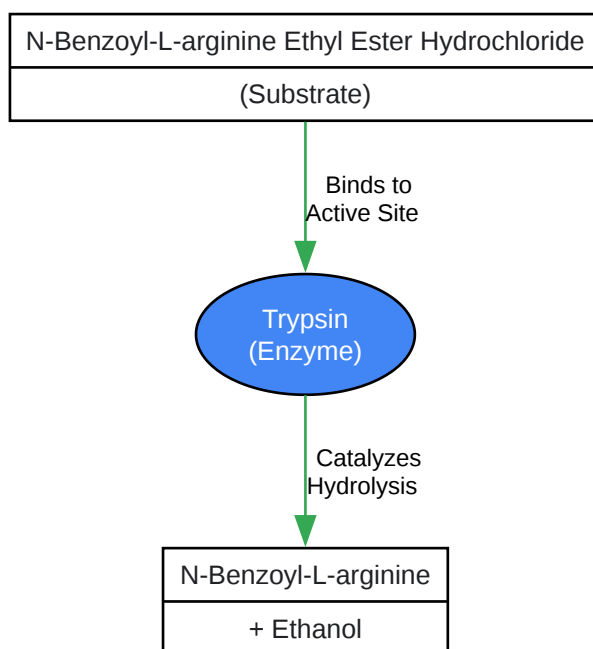 N-Benzoyl-L-arginine Ethyl Ester Hydrochloride
(Substrate)
Binds to
Active Site
Trypsin
(Enzyme)
Catalyzes
Hydrolysis
N-Benzoyl-L-arginine
+ Ethanol